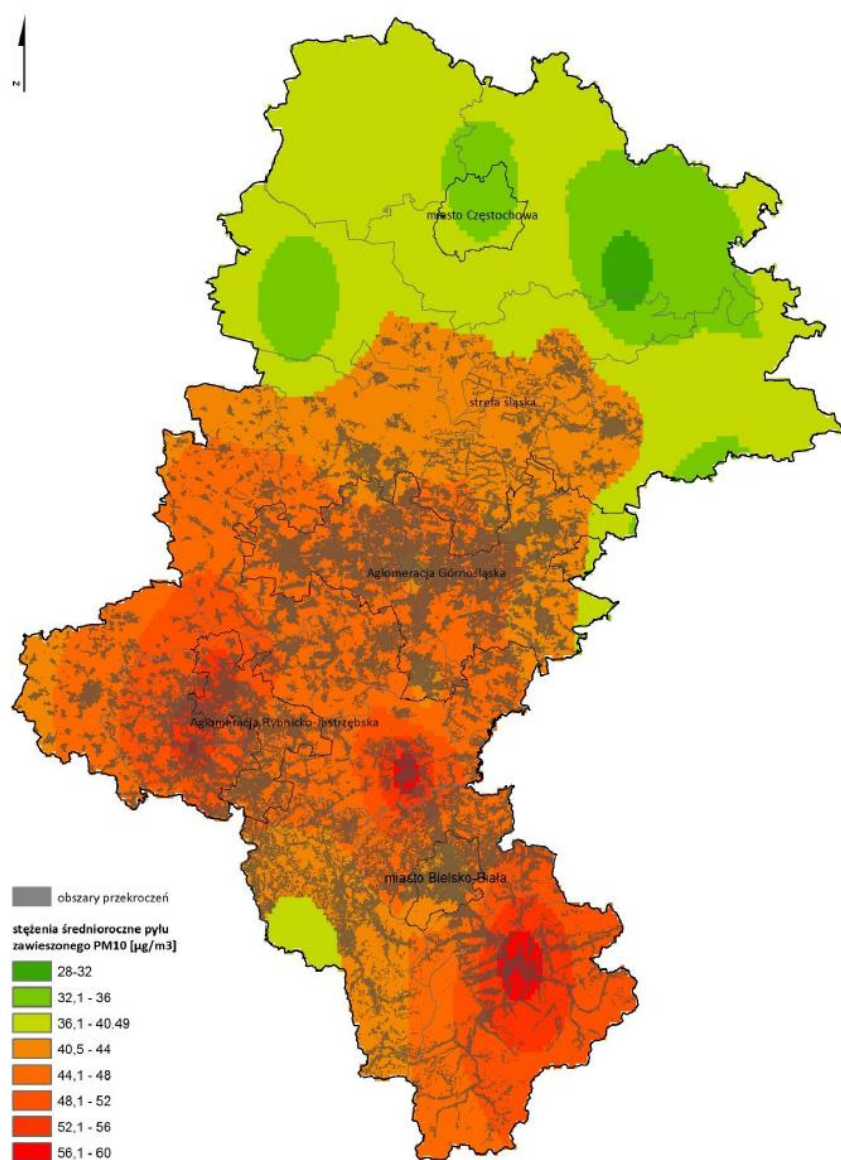 N
miasto Częstochowa
strefa śląska
Aglomeracja Górnośląska
Aglomeracja Rybnicko-Jastrzębska
miasto Bielsko-Biała
obszary przekroczeń
stężenia średnioroczne pyłu
zawieszonego PM10 [µg/m3]
28-32
32,1 - 36
36,1 - 40.49
40,5 - 44
44,1 - 48
48,1 - 52
52,1 - 56
56,1 - 60